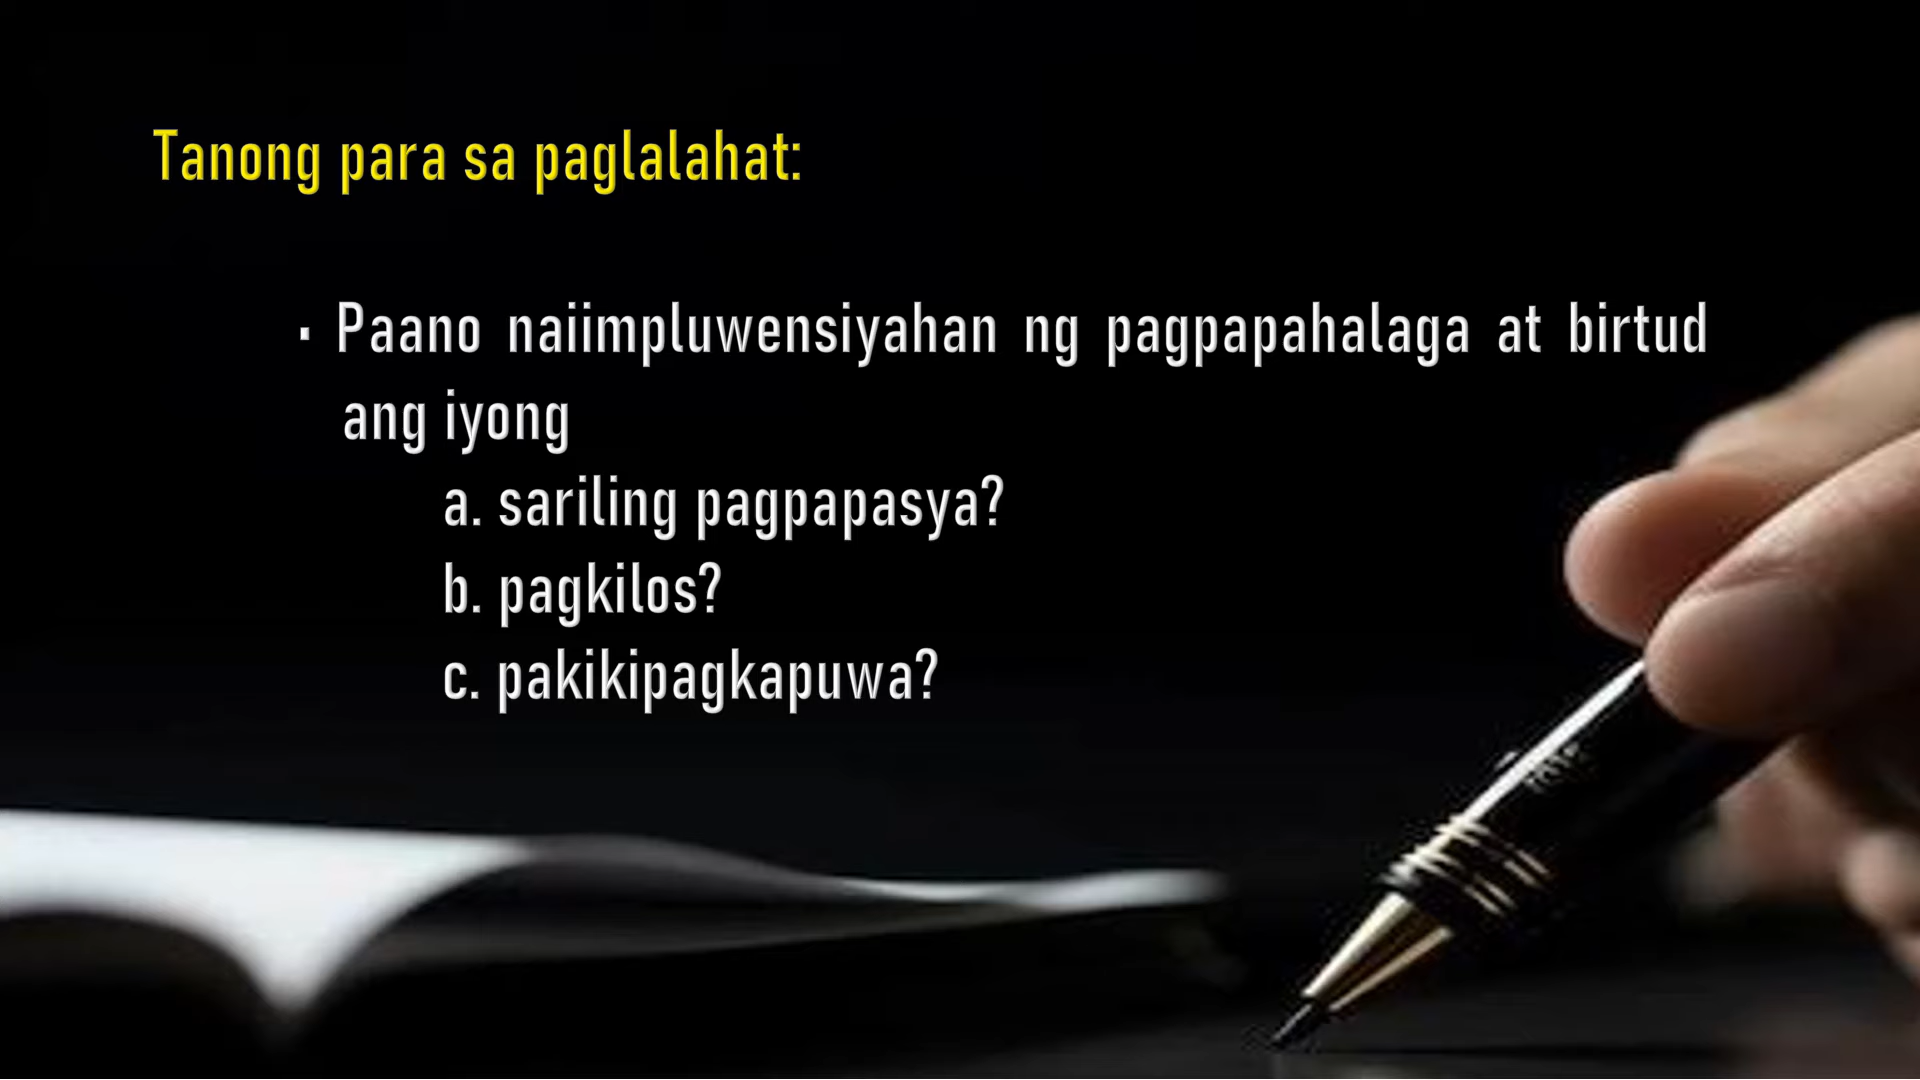 Tanong para sa paglalahat:
▪ Paano naiimpluwensiyahan ng pagpapahalaga at birtud
ang iyong
a. sariling pagpapasya?
b. pagkilos?
c. pakikipagkapuwa?